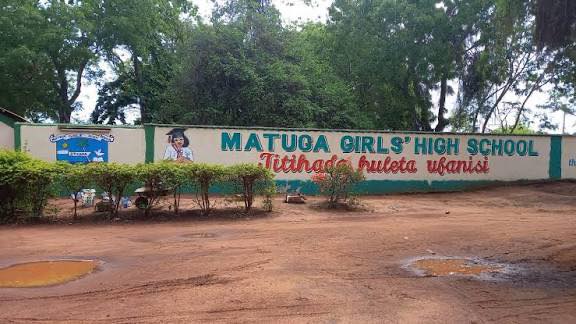 MATUGA GIRLS' HIGH SCHOOL
Titihada kuleta ufanisi